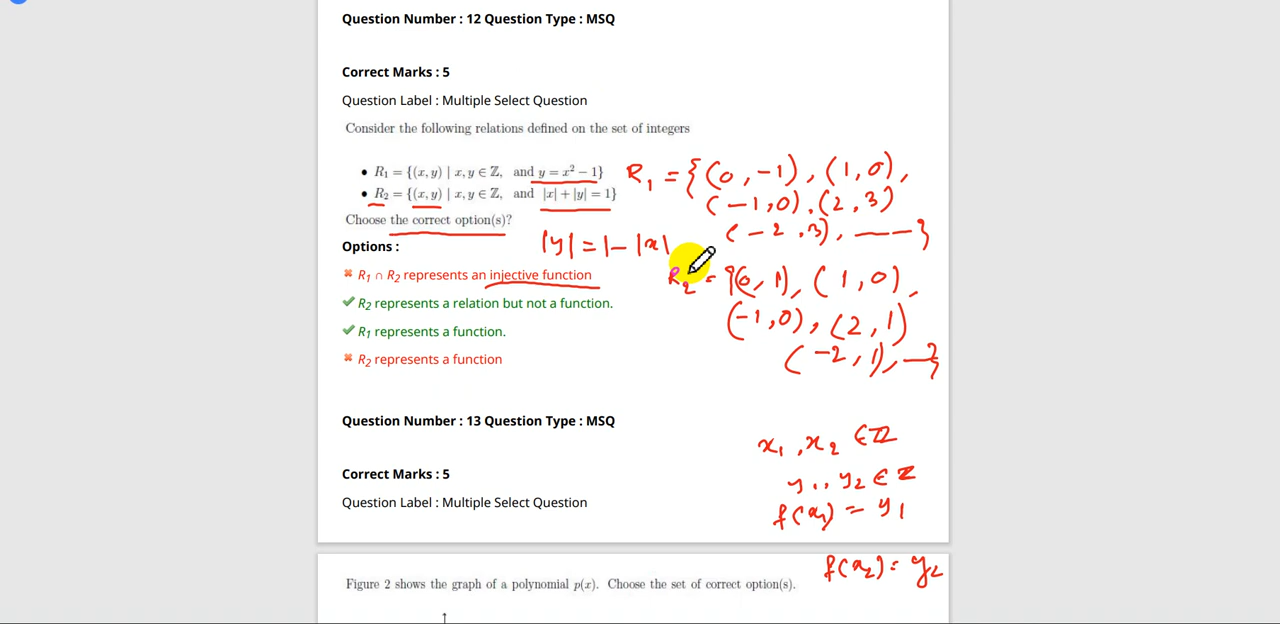 Question Number : 12 Question Type : MSQ
Correct Marks : 5
Question Label : Multiple Select Question
Consider the following relations defined on the set of integers
• R₁ = {(x, y) | x, y ∈ ℤ, and y = x² − 1}
• R₂ = {(x, y) | x, y ∈ ℤ, and |x| + |y| = 1}
Choose the correct option(s)?
R₁ = {(0, -1), (1, 0),
(-1, 0), (2, 3)
(-2, 3), —— }
|y| = 1 - |x|
Options :
✖ R₁ ∩ R₂ represents an injective function
✔ R₂ represents a relation but not a function.
✔ R₁ represents a function.
✖ R₂ represents a function
R₂ = {(0, 1), (1, 0),
(-1, 0), (2, 1)
(-2, 1), — }
Question Number : 13 Question Type : MSQ
Correct Marks : 5
Question Label : Multiple Select Question
x₁, x₂ ∈ ℤ
y₁, y₂ ∈ ℤ
f(x₁) = y₁
f(x₂) = y₂
Figure 2 shows the graph of a polynomial p(x). Choose the set of correct option(s).